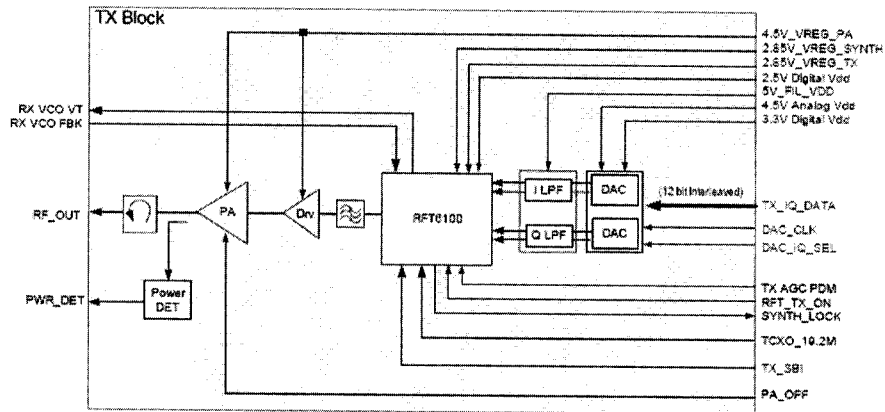 TX Block
4.5V_VREG_PA
2.85V_VREG_SYNTH
2.85V_VREG_TX
2.5V Digital Vdd
5V_FIL_VDD
4.5V Analog Vdd
3.3V Digital Vdd
RX VCO VT
RX VCO FBK
RF_OUT
PA
Drv
RFT6100
I LPF
DAC
(12 bit Interleaved)
TX_IQ_DATA
Q LPF
DAC
DAC_CLK
DAC_IQ_SEL
PWR_DET
Power
DET
TX AGC PDM
RFT_TX_ON
SYNTH_LOCK
TCXO_19.2M
TX_SBI
PA_OFF